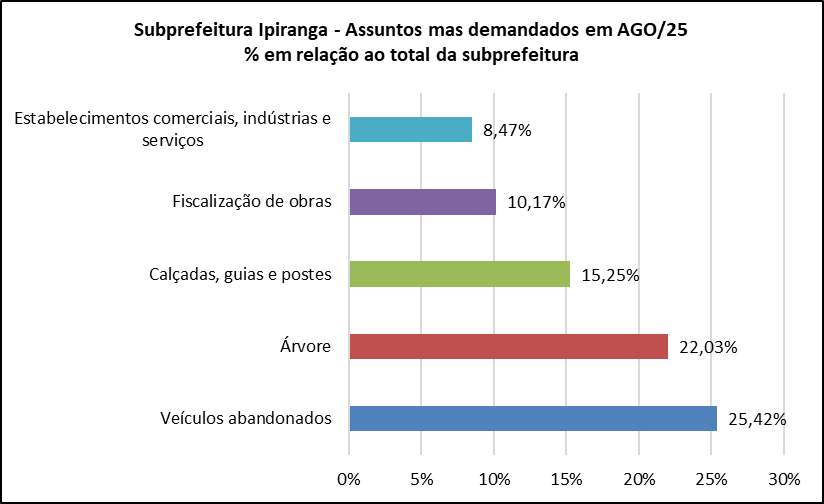 Subprefeitura Ipiranga - Assuntos mas demandados em AGO/25
% em relação ao total da subprefeitura
Estabelecimentos comerciais, indústrias e
serviços
8,47%
Fiscalização de obras
10,17%
Calçadas, guias e postes
15,25%
Árvore
22,03%
Veículos abandonados
25,42%
0% 5% 10% 15% 20% 25% 30%